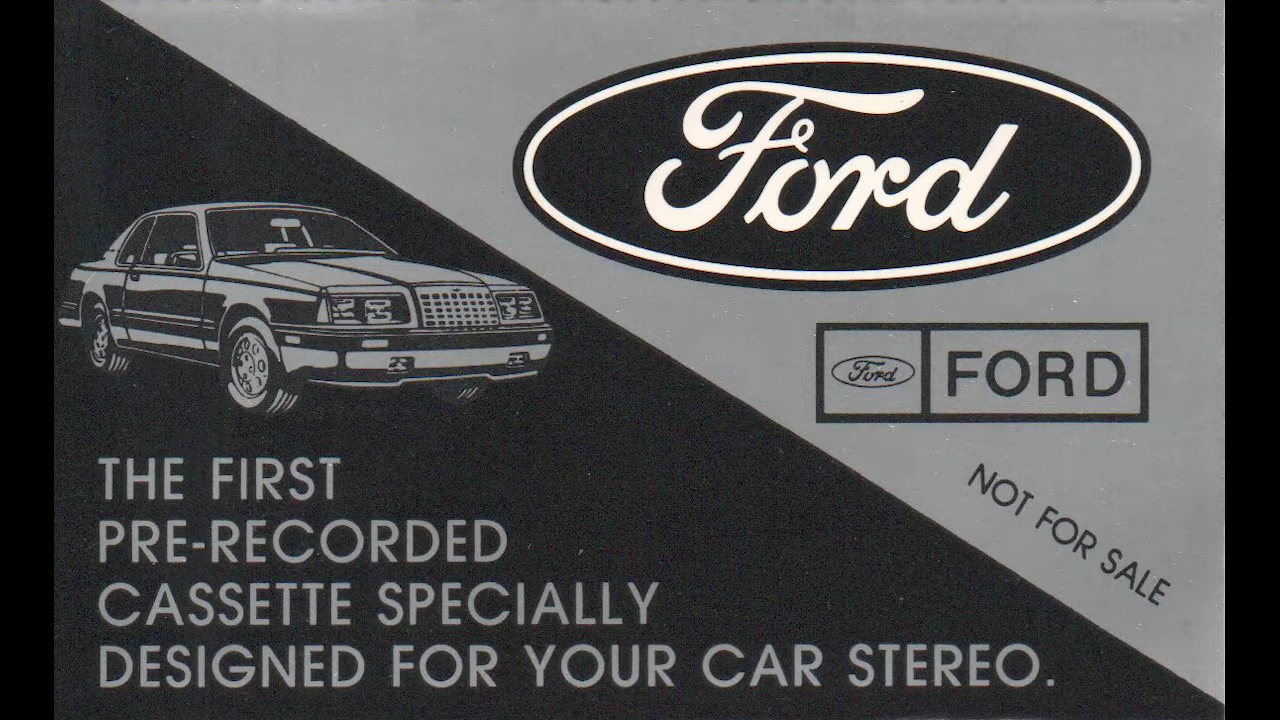 Ford
Ford FORD
NOT FOR SALE
THE FIRST
PRE-RECORDED
CASSETTE SPECIALLY
DESIGNED FOR YOUR CAR STEREO.